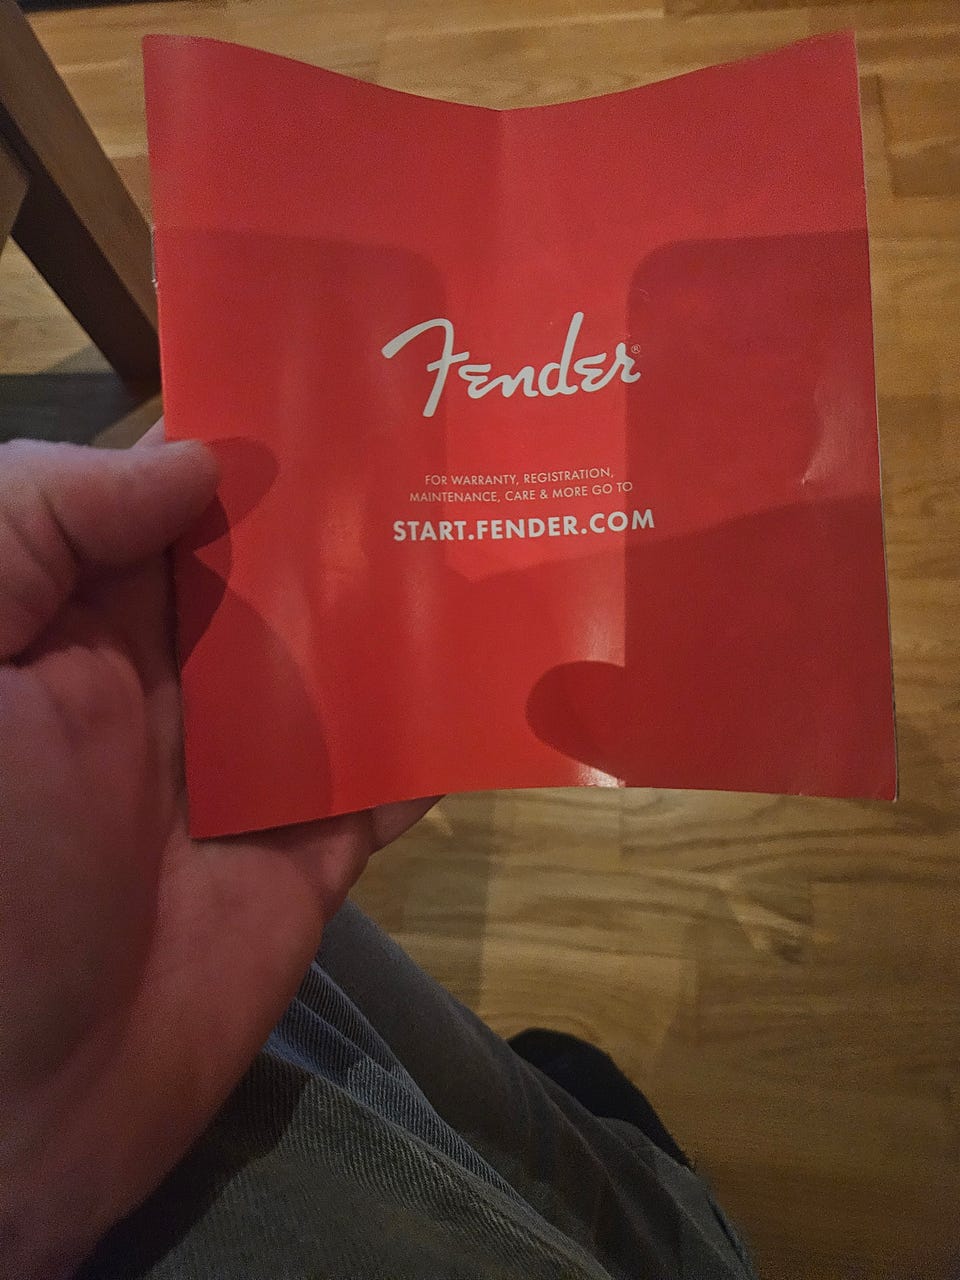 Fender®
FOR WARRANTY, REGISTRATION,
MAINTENANCE, CARE & MORE GO TO
START.FENDER.COM